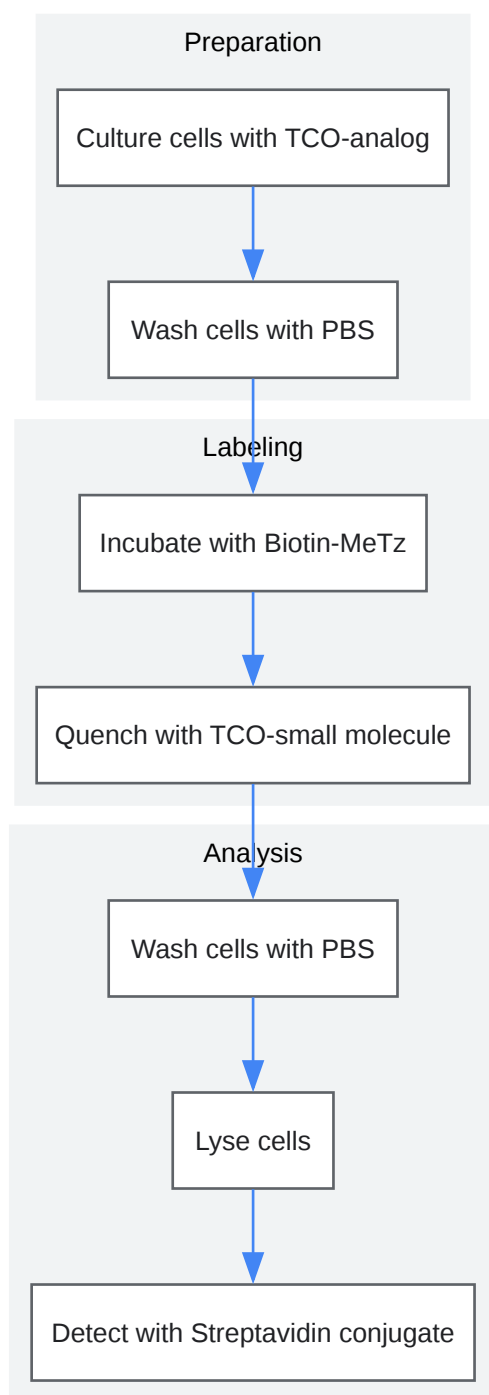 Preparation
Culture cells with TCO-analog
Wash cells with PBS
Labeling
Incubate with Biotin-MeTz
Quench with TCO-small molecule
Analysis
Wash cells with PBS
Lyse cells
Detect with Streptavidin conjugate